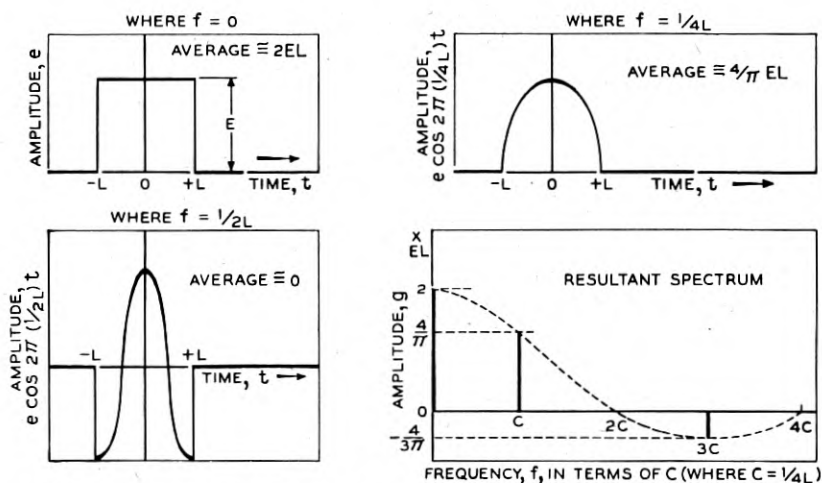 WHERE f = 0
AVERAGE ≅ 2EL
AMPLITUDE, e
E
-L 0 +L TIME, t
WHERE f = 1/4L
AVERAGE ≅ 4/π EL
AMPLITUDE,
e COS 2π (1/4L) t
-L 0 +L TIME, t
WHERE f = 1/2L
AVERAGE ≅ 0
AMPLITUDE,
e COS 2π (1/2L) t
-L +L
TIME, t
X
EL
RESULTANT SPECTRUM
AMPLITUDE, g
2
4/π
0
-4/3π
C 2C 3C 4C
FREQUENCY, f, IN TERMS OF C (WHERE C = 1/4L)